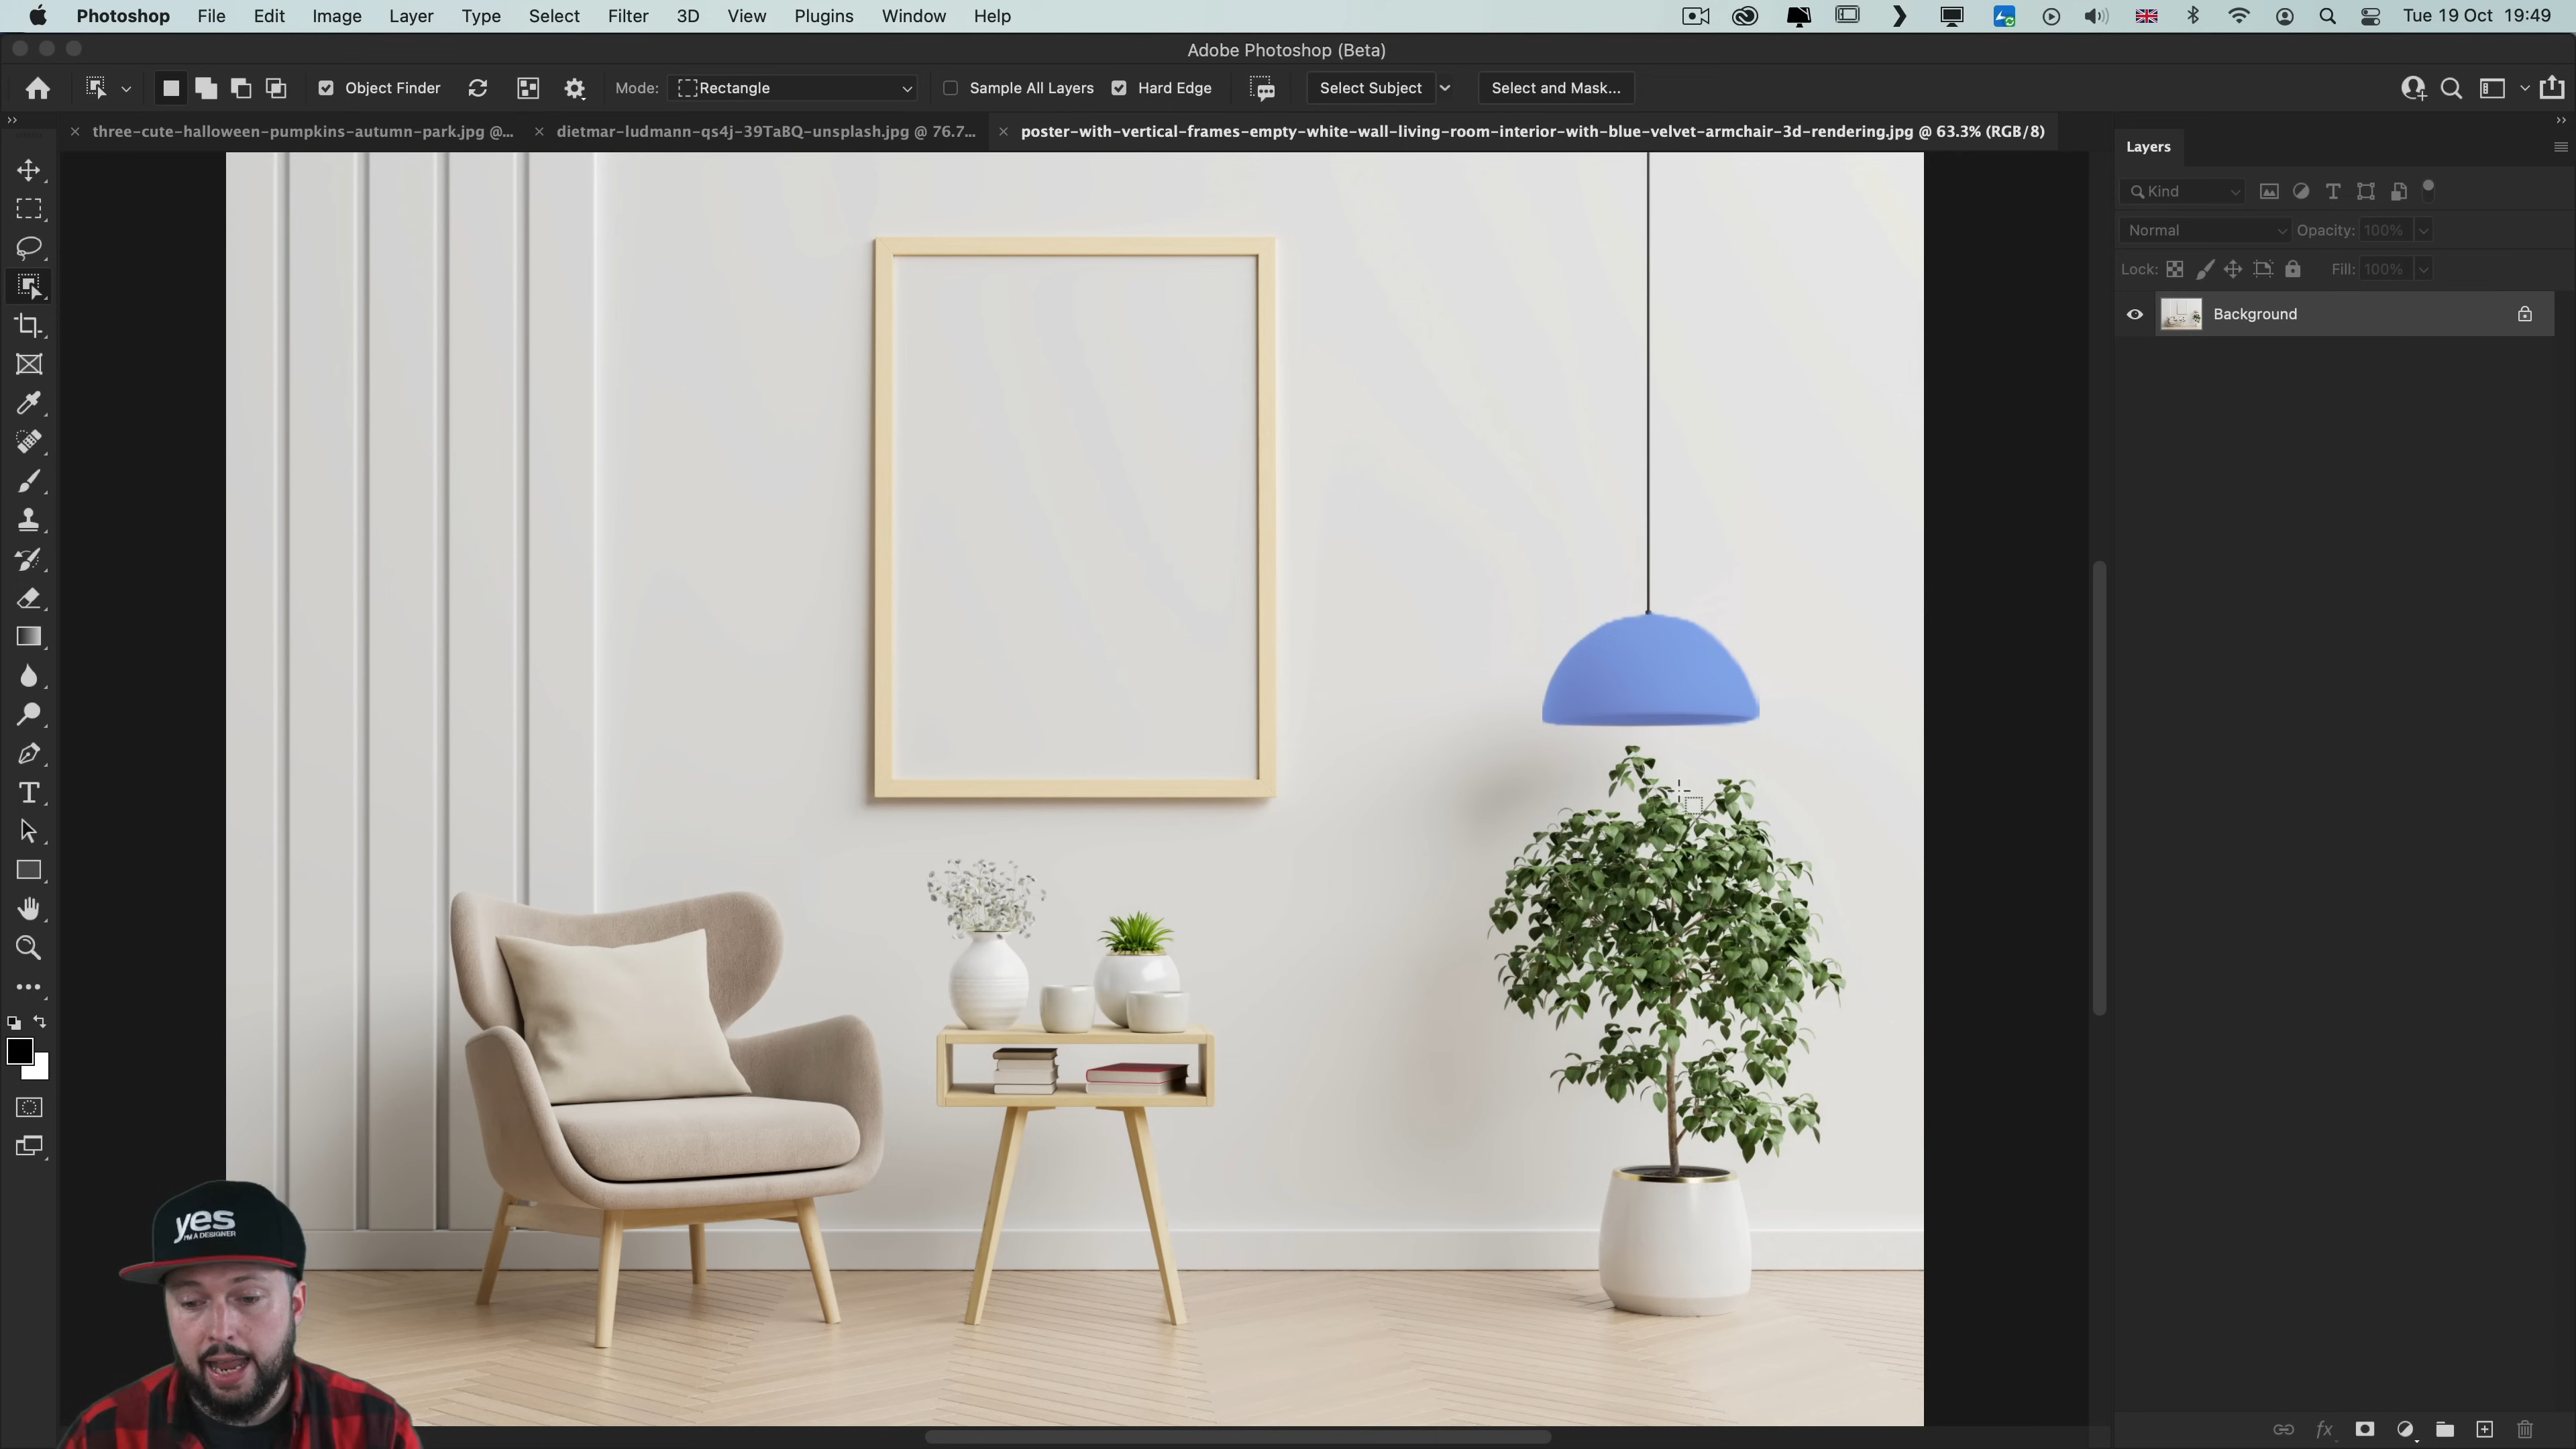 Photoshop File Edit Image Layer Type Select Filter 3D View Plugins Window Help Tue 19 Oct 19:49
Adobe Photoshop (Beta)
Object Finder Mode: Rectangle Sample All Layers Hard Edge Select Subject Select and Mask...
three-cute-halloween-pumpkins-autumn-park.jpg @... dietmar-ludmann-qs4j-39TaBQ-unsplash.jpg @ 76.7... poster-with-vertical-frames-empty-white-wall-living-room-interior-with-blue-velvet-armchair-3d-rendering.jpg @ 63.3% (RGB/8)
Layers
Kind
Normal Opacity: 100%
Lock: Fill: 100%
Background
yes
I'M A DESIGNER